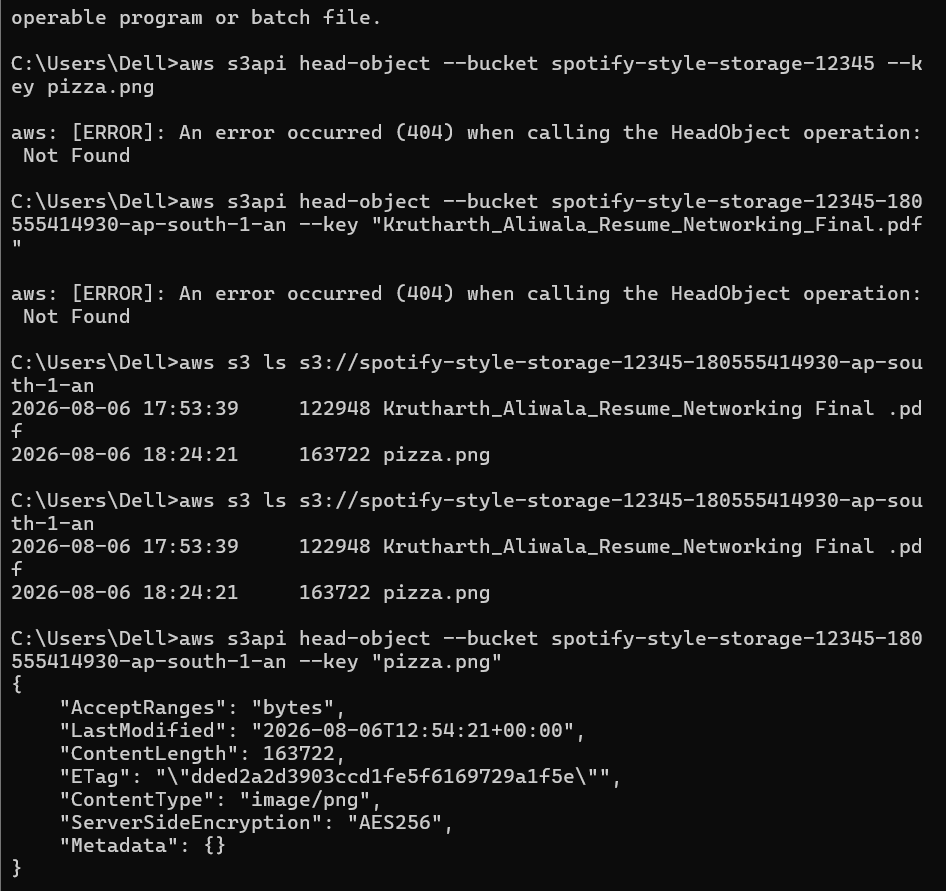 operable program or batch file.
C:\Users\Dell>aws s3api head-object --bucket spotify-style-storage-12345 --k
ey pizza.png
aws: [ERROR]: An error occurred (404) when calling the HeadObject operation:
 Not Found
C:\Users\Dell>aws s3api head-object --bucket spotify-style-storage-12345-180
555414930-ap-south-1-an --key "Krutharth_Aliwala_Resume_Networking_Final.pdf
"
aws: [ERROR]: An error occurred (404) when calling the HeadObject operation:
 Not Found
C:\Users\Dell>aws s3 ls s3://spotify-style-storage-12345-180555414930-ap-sou
th-1-an
2026-08-06 17:53:39     122948 Krutharth_Aliwala_Resume_Networking Final .pd
f
2026-08-06 18:24:21     163722 pizza.png
C:\Users\Dell>aws s3 ls s3://spotify-style-storage-12345-180555414930-ap-sou
th-1-an
2026-08-06 17:53:39     122948 Krutharth_Aliwala_Resume_Networking Final .pd
f
2026-08-06 18:24:21     163722 pizza.png
C:\Users\Dell>aws s3api head-object --bucket spotify-style-storage-12345-180
555414930-ap-south-1-an --key "pizza.png"
{
    "AcceptRanges": "bytes",
    "LastModified": "2026-08-06T12:54:21+00:00",
    "ContentLength": 163722,
    "ETag": "\"dded2a2d3903ccd1fe5f6169729a1f5e\"",
    "ContentType": "image/png",
    "ServerSideEncryption": "AES256",
    "Metadata": {}
}